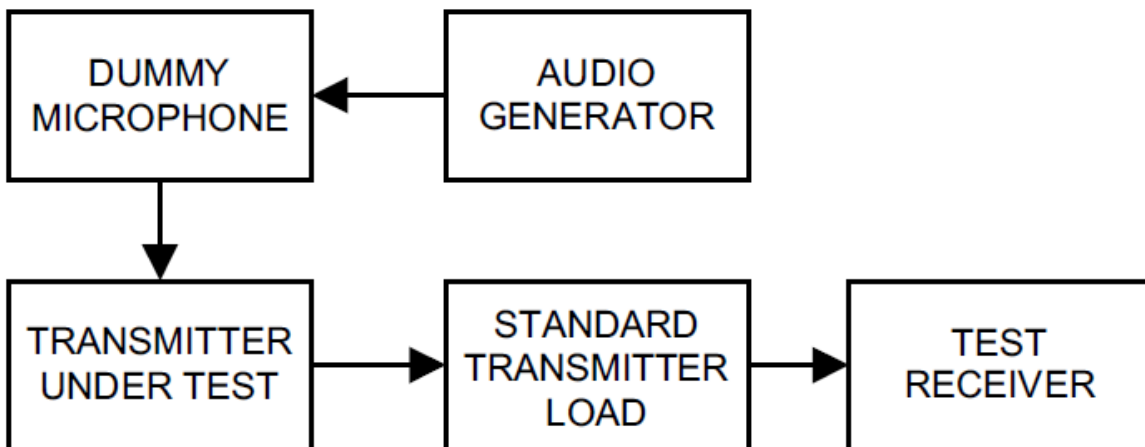 DUMMY
MICROPHONE
AUDIO
GENERATOR
TRANSMITTER
UNDER TEST
STANDARD
TRANSMITTER
LOAD
TEST
RECEIVER